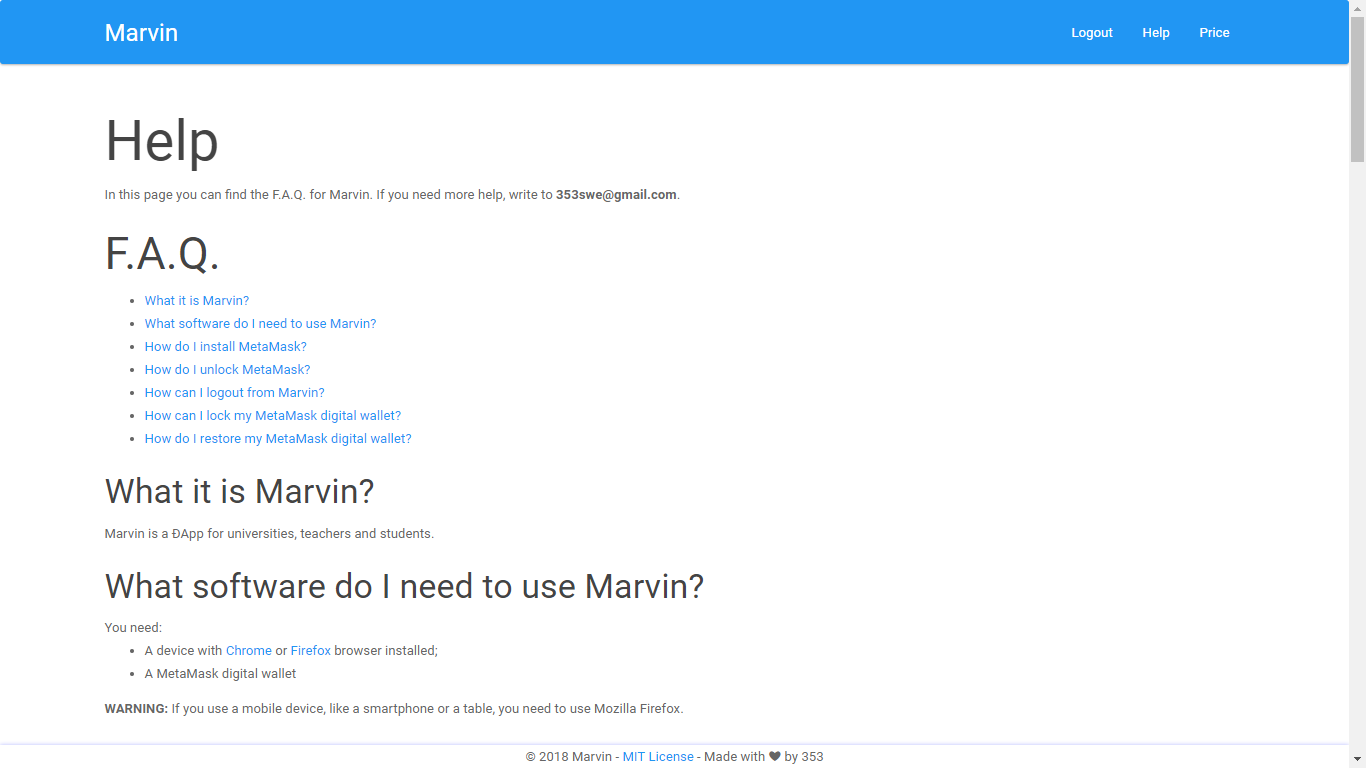 Marvin
Logout Help Price
Help
In this page you can find the F.A.Q. for Marvin. If you need more help, write to 353swe@gmail.com.
F.A.Q.
What it is Marvin?
What software do I need to use Marvin?
How do I install MetaMask?
How do I unlock MetaMask?
How can I logout from Marvin?
How can I lock my MetaMask digital wallet?
How do I restore my MetaMask digital wallet?
What it is Marvin?
Marvin is a ÐApp for universities, teachers and students.
What software do I need to use Marvin?
You need:
A device with Chrome or Firefox browser installed;
A MetaMask digital wallet
WARNING: If you use a mobile device, like a smartphone or a table, you need to use Mozilla Firefox.
© 2018 Marvin - MIT License - Made with ❤ by 353